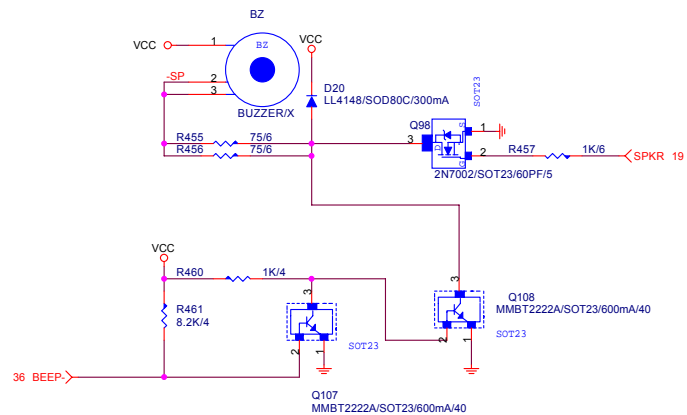 BZ
VCC
1
BZ
VCC
-SP
2
3
BUZZER/X
D20
LL4148/SOD80C/300mA
SOT23
Q98
S
1
3
D
G
2
R457
1K/6
SPKR 19
2N7002/SOT23/60PF/5
R455
75/6
R456
75/6
VCC
R460
1K/4
R461
8.2K/4
3
SOT23
2
1
3
Q108
MMBT2222A/SOT23/600mA/40
SOT23
2
1
36 BEEP-
Q107
MMBT2222A/SOT23/600mA/40